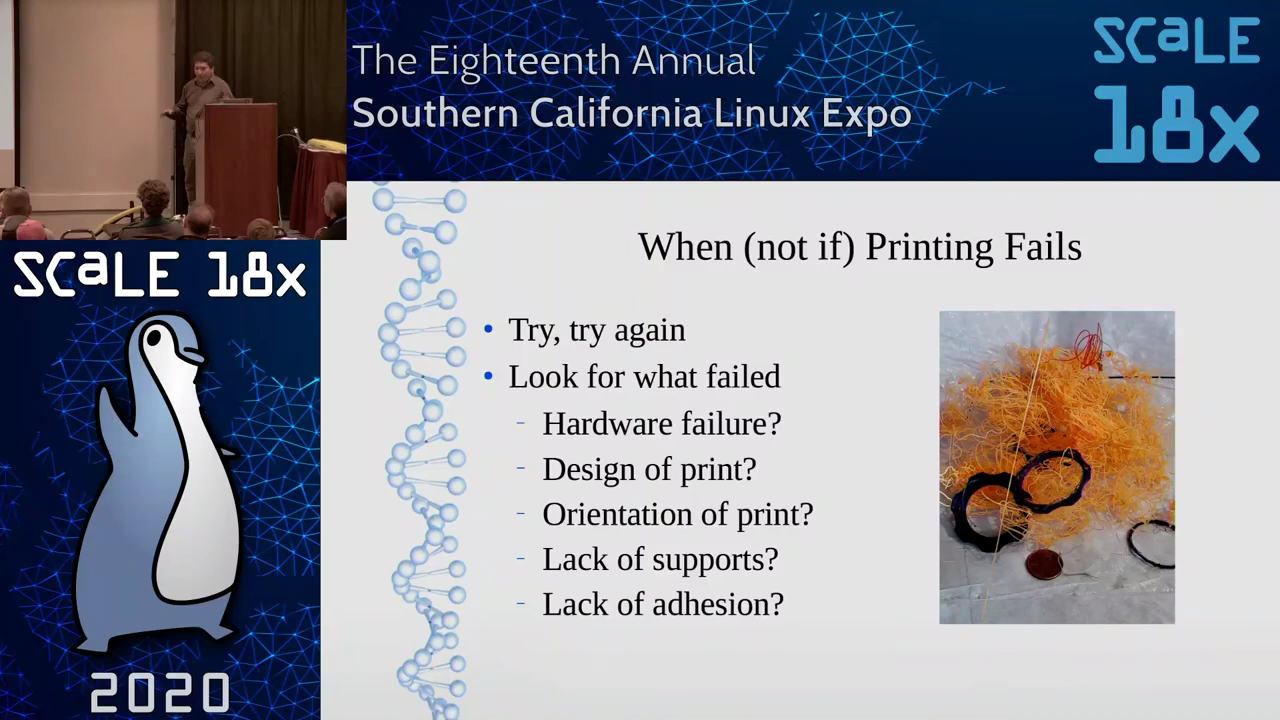 The Eighteenth Annual
Southern California Linux Expo
SCaLE
18x
SCaLE 18x
2020
When (not if) Printing Fails
• Try, try again
• Look for what failed
- Hardware failure?
- Design of print?
- Orientation of print?
- Lack of supports?
- Lack of adhesion?